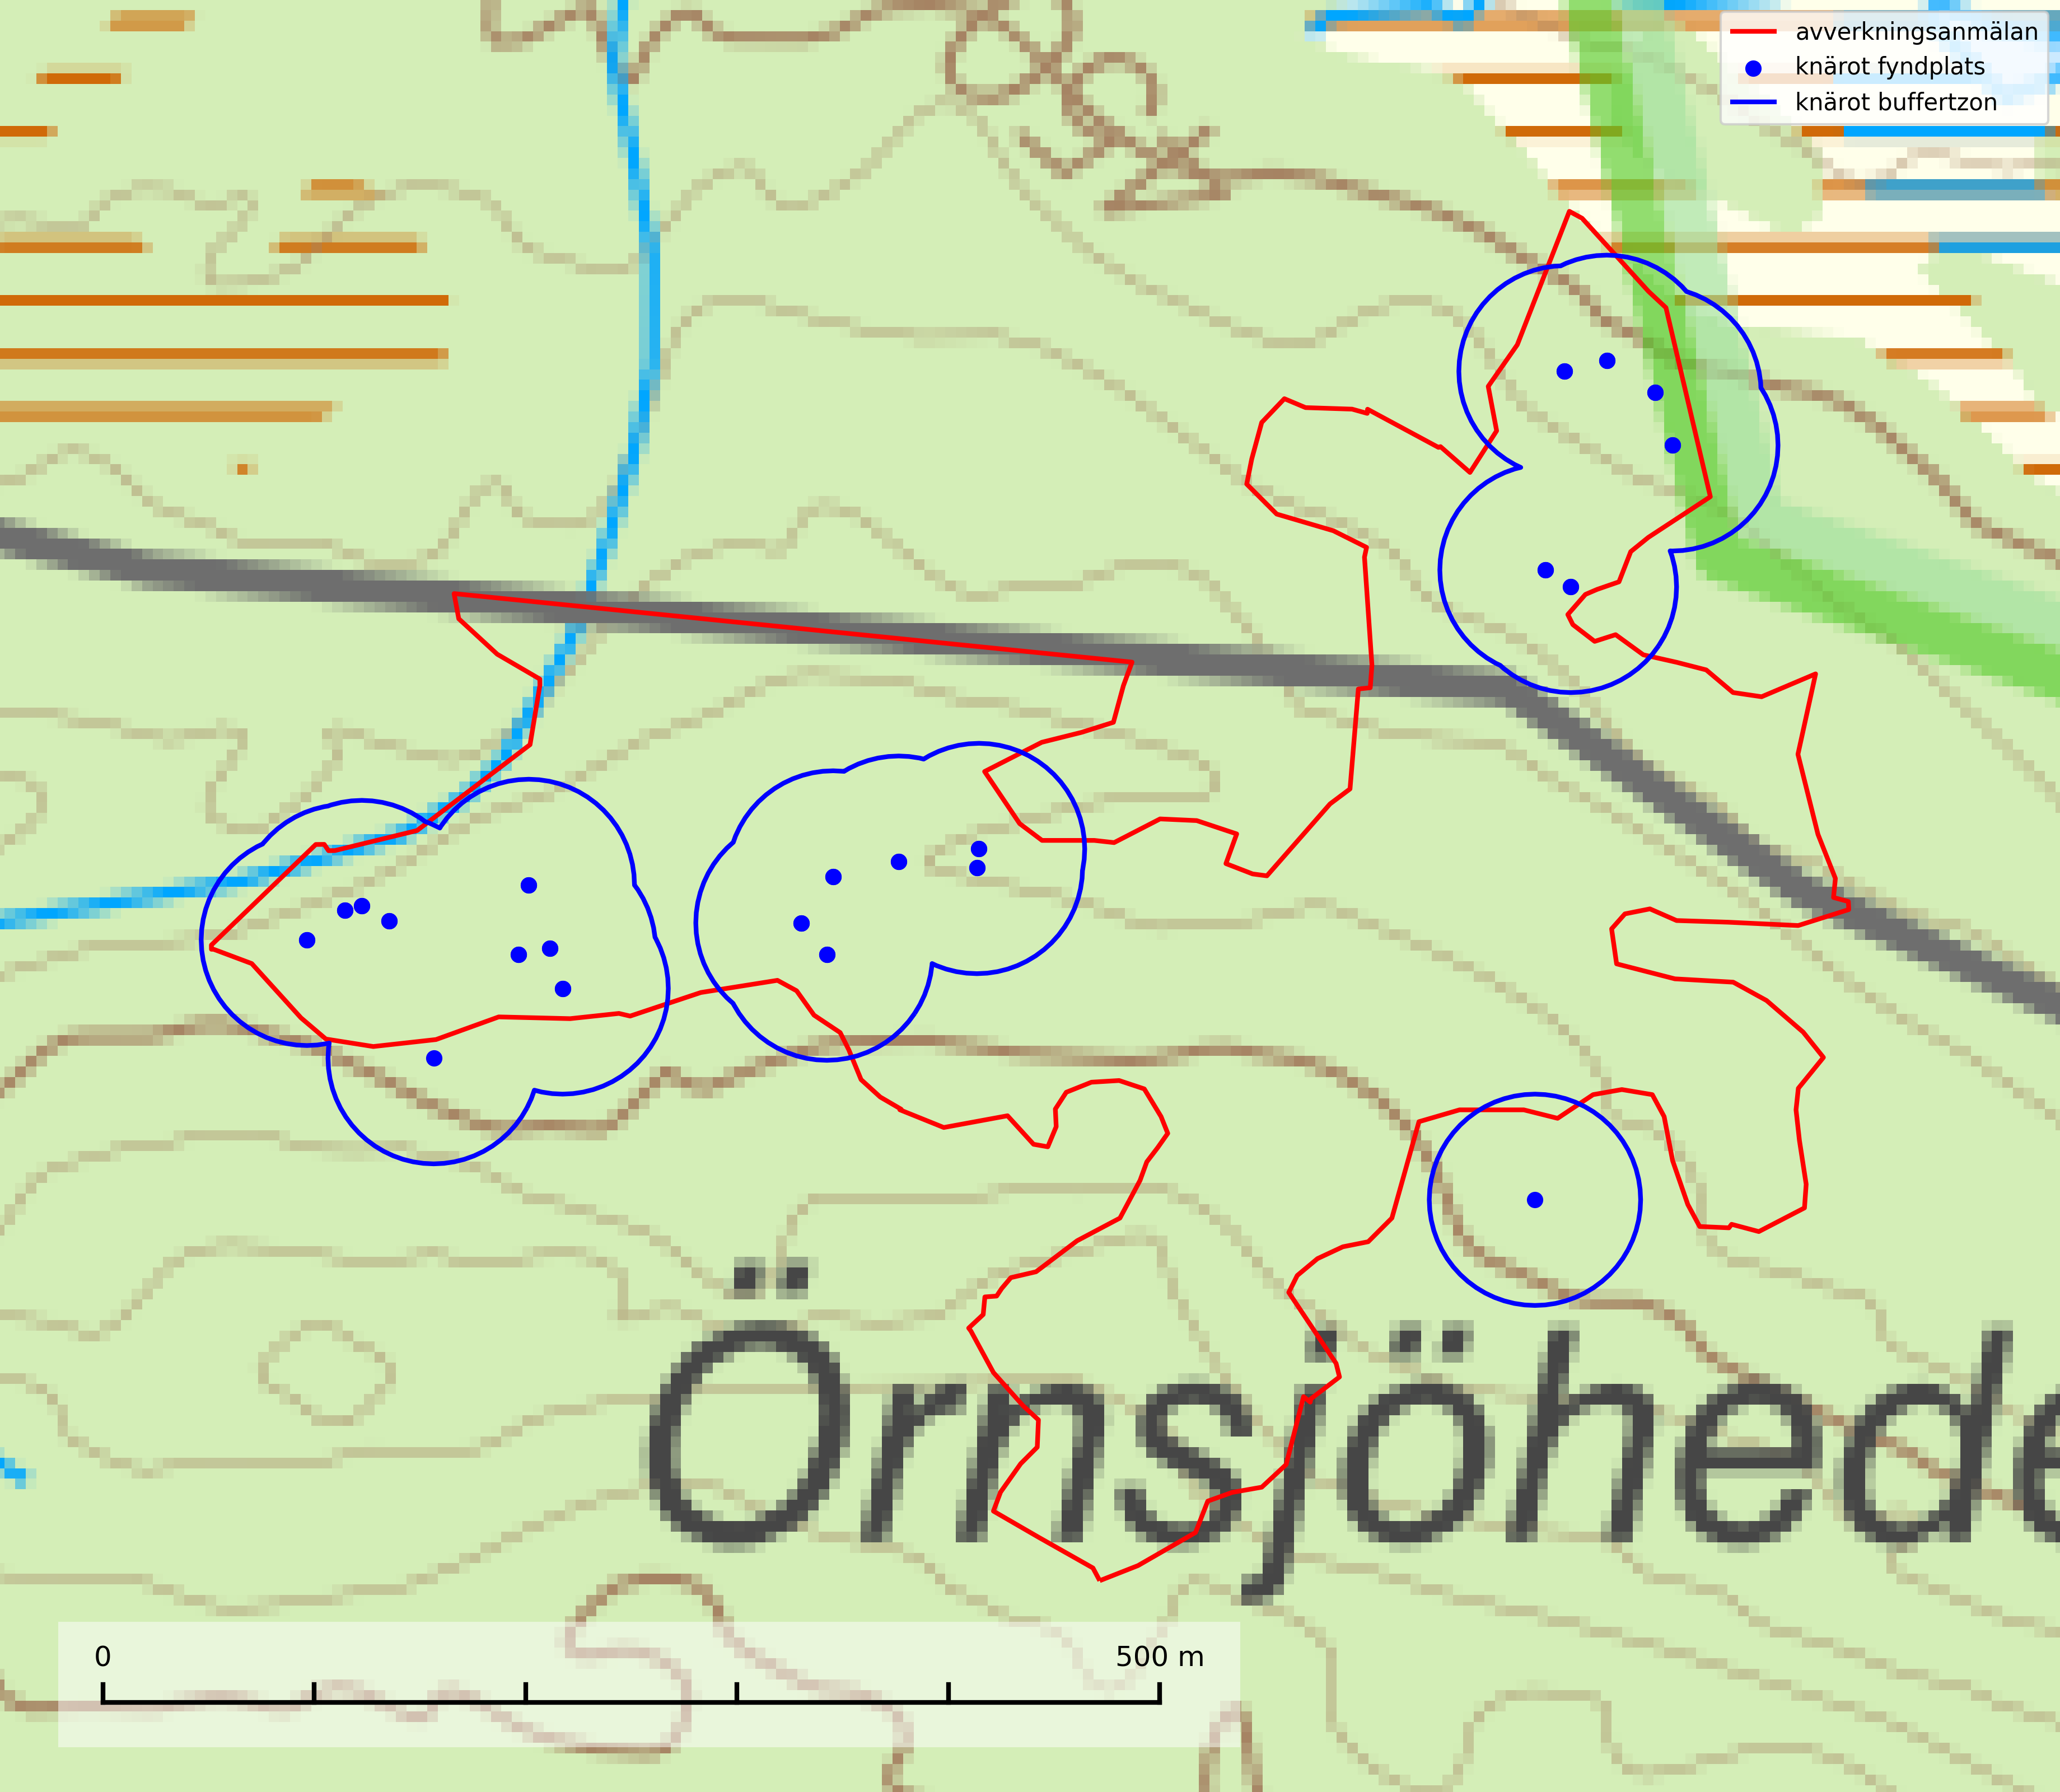 avverkningsanmälan
knärot fyndplats
knärot buffertzon
Örnsjöhede
0 500 m